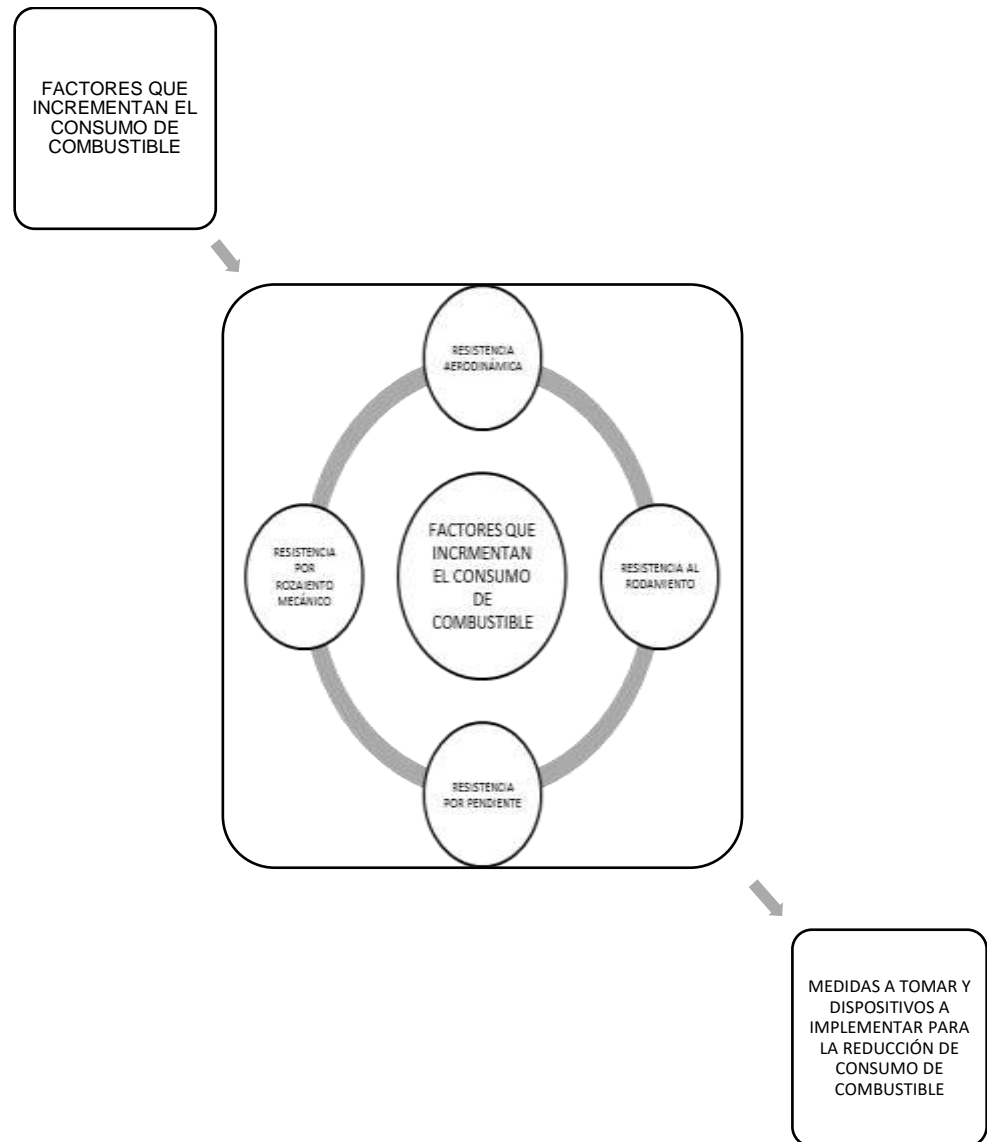 FACTORES QUE
INCREMENTAN EL
CONSUMO DE
COMBUSTIBLE
RESISTENCIA
AERODINÁMICA
RESISTENCIA
POR
ROZAIENTO
MECÁNICO
FACTORES QUE
INCRMENTAN
EL CONSUMO
DE
COMBUSTIBLE
RESISTENCIA AL
RODAMIENTO
RESISTENCIA
POR PENDIENTE
MEDIDAS A TOMAR Y
DISPOSITIVOS A
IMPLEMENTAR PARA
LA REDUCCIÓN DE
CONSUMO DE
COMBUSTIBLE